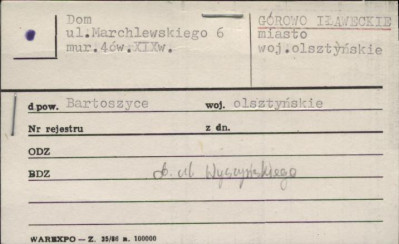 Dom
ul.Marchlewskiego 6
mur.4ćw.XIXw.
GÓROWO IŁAWECKIE
miasto
woj.olsztyńskie
d pow. Bartoszyce woj. olsztyńskie
Nr rejestru z dn.
ODZ
BDZ ob. ul Wyszyńskiego
WAREXPO — Z. 35/86 n. 100000